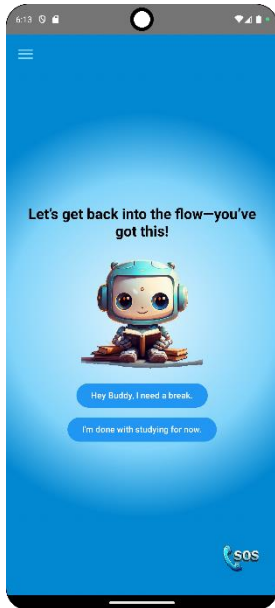 6:13
Let's get back into the flow—you've
got this!
Hey Buddy, I need a break.
I'm done with studying for now.
SOS